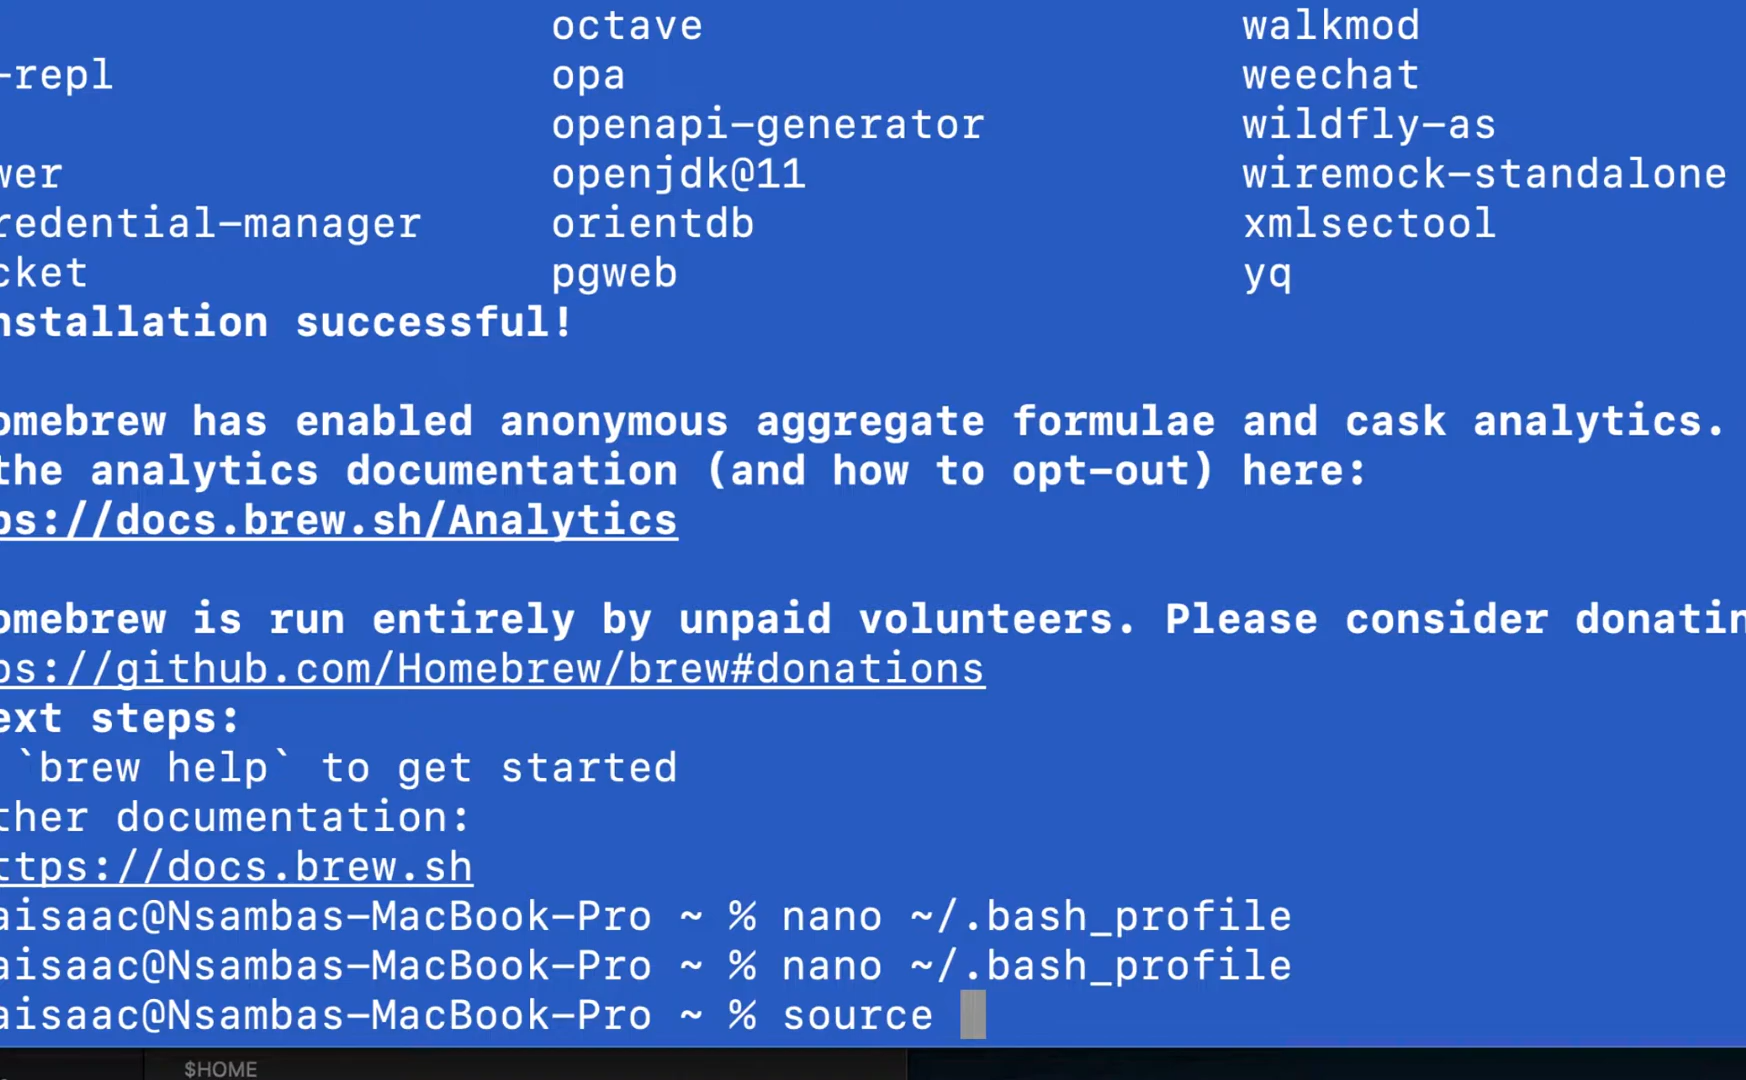 octave walkmod
-repl opa weechat
openapi-generator wildfly-as
wer openjdk@11 wiremock-standalone
redential-manager orientdb xmlsectool
cket pgweb yq
nstallation successful!
omebrew has enabled anonymous aggregate formulae and cask analytics.
the analytics documentation (and how to opt-out) here:
ps://docs.brew.sh/Analytics
omebrew is run entirely by unpaid volunteers. Please consider donatin
ps://github.com/Homebrew/brew#donations
ext steps:
`brew help` to get started
ther documentation:
ttps://docs.brew.sh
aisaac@Nsambas-MacBook-Pro ~ % nano ~/.bash_profile
aisaac@Nsambas-MacBook-Pro ~ % nano ~/.bash_profile
aisaac@Nsambas-MacBook-Pro ~ % source
$HOME